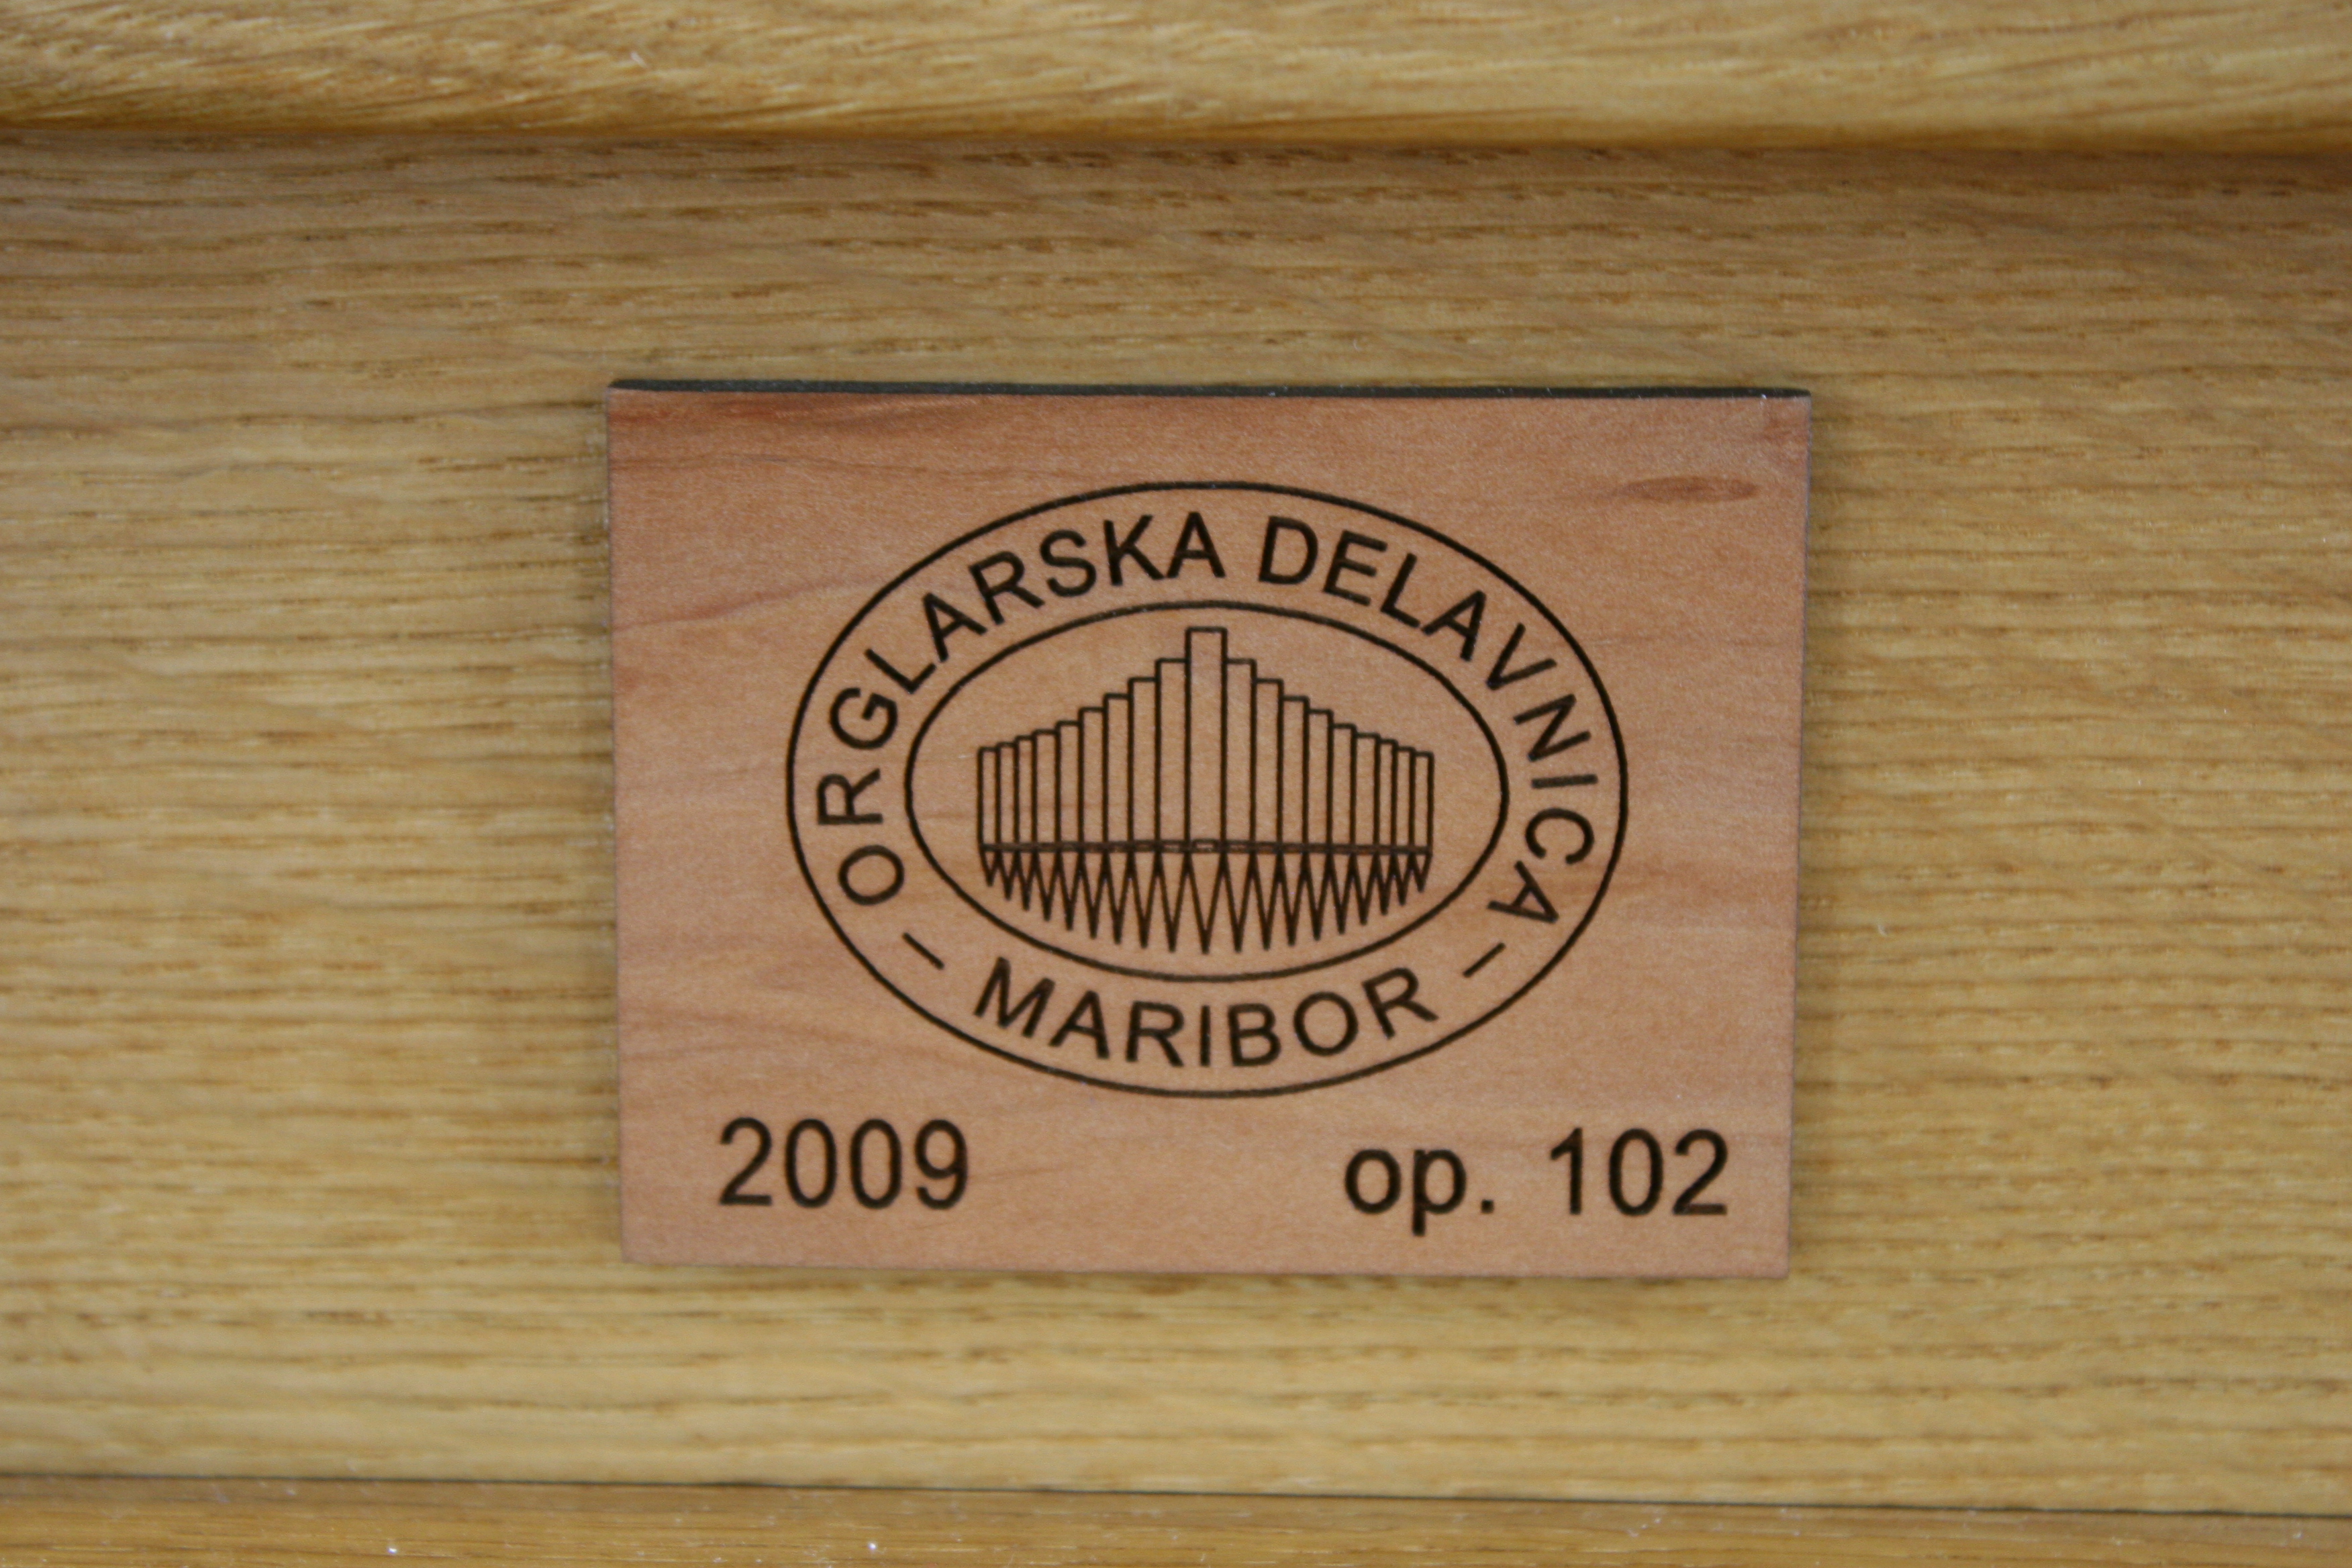 ORGLARSKA DELAVNICA
– MARIBOR –
2009 op. 102